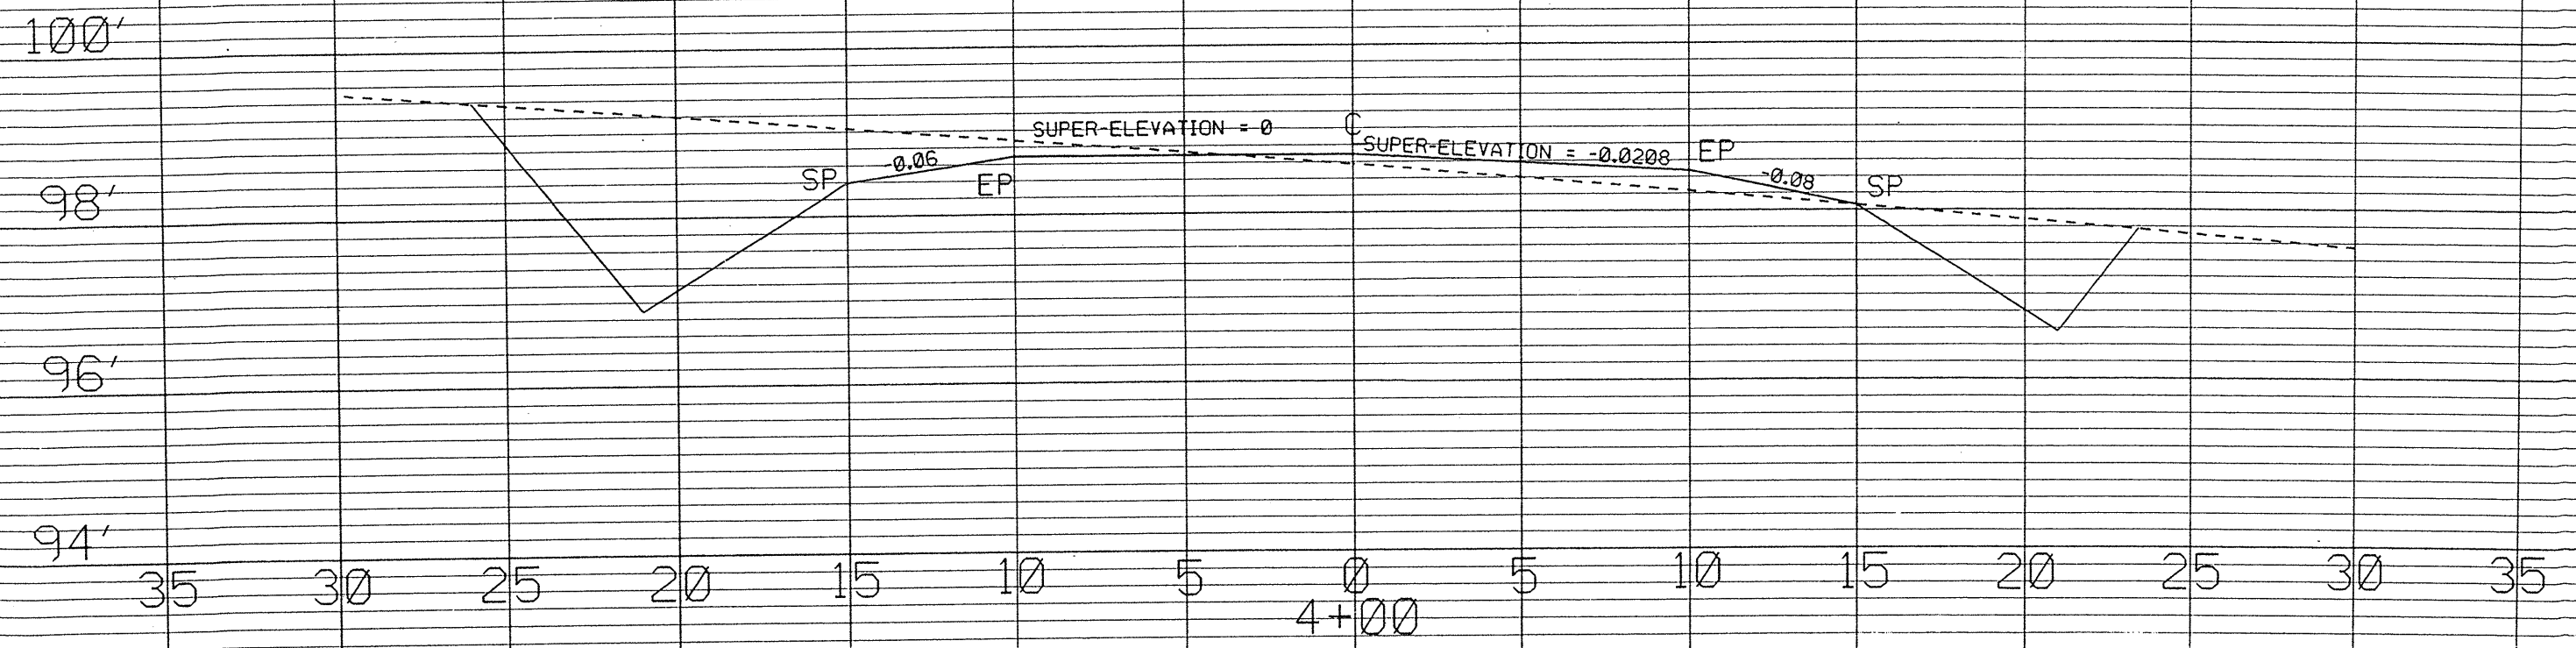 100'
SUPER-ELEVATION = 0
℄
SUPER-ELEVATION = -0.0208
EP
98'
SP
-0.06
EP
-0.08
SP
96'
94'
35 30 25 20 15 10 5 0 5 10 15 20 25 30 35
4+00